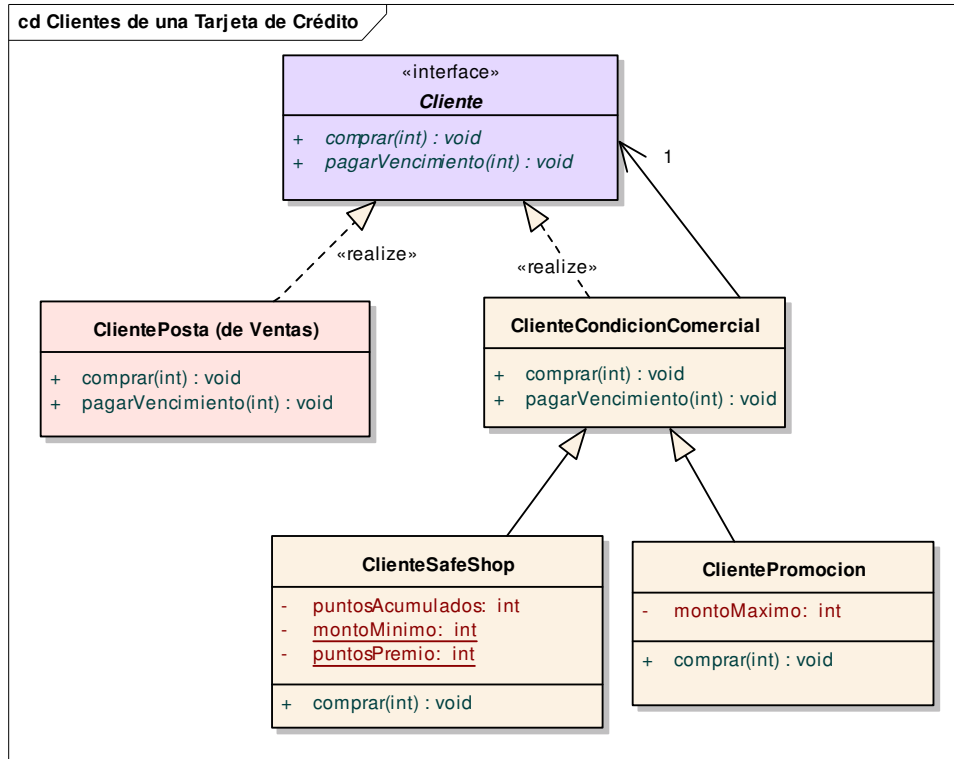 cd Clientes de una Tarjeta de Crédito
«interface»
Cliente
+ comprar(int) : void
+ pagarVencimiento(int) : void
1
«realize»
«realize»
ClientePosta (de Ventas)
+ comprar(int) : void
+ pagarVencimiento(int) : void
ClienteCondicionComercial
+ comprar(int) : void
+ pagarVencimiento(int) : void
ClienteSafeShop
- puntosAcumulados: int
- montoMinimo: int
- puntosPremio: int
+ comprar(int) : void
ClientePromocion
- montoMaximo: int
+ comprar(int) : void